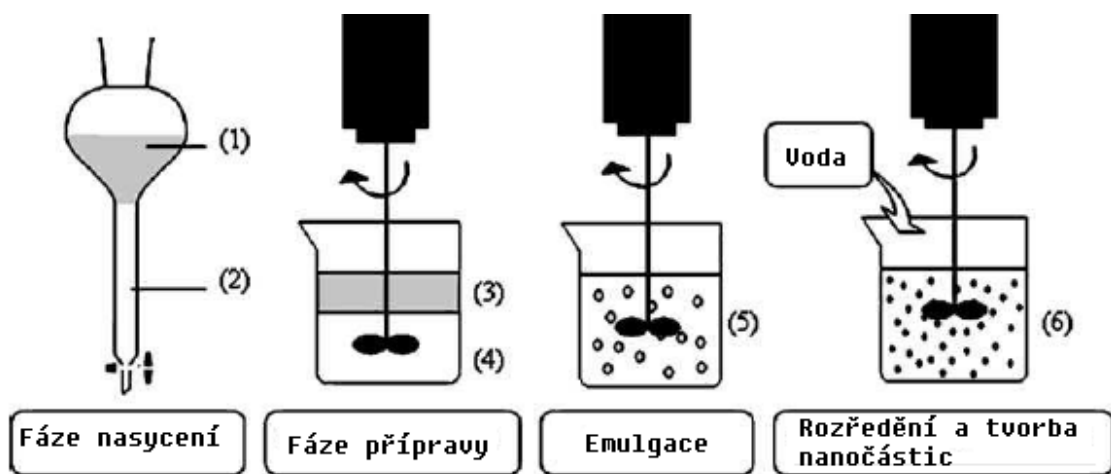 (1)
(2)
(3)
(4)
(5)
Voda
(6)
Fáze nasycení
Fáze přípravy
Emulgace
Rozředění a tvorba
nanočástic